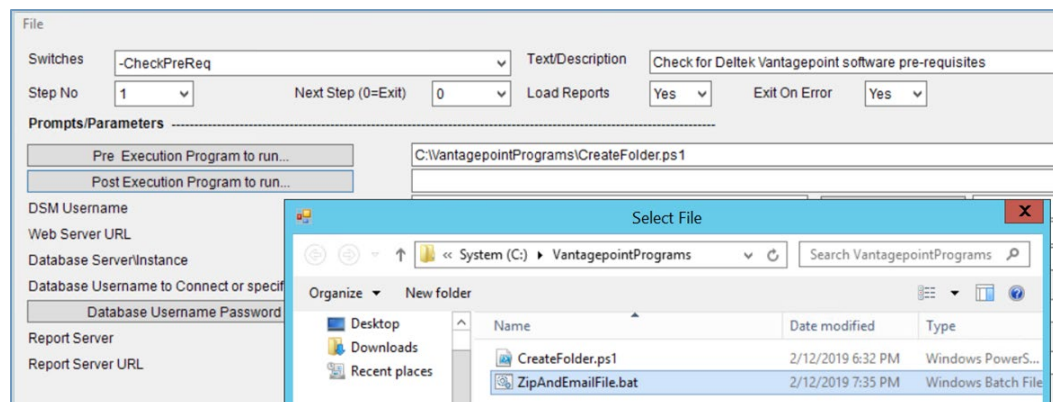 File
Switches -CheckPreReq Text/Description Check for Deltek Vantagepoint software pre-requisites
Step No 1 Next Step (0=Exit) 0 Load Reports Yes Exit On Error Yes
Prompts/Parameters
Pre Execution Program to run... C:\VantagepointPrograms\CreateFolder.ps1
Post Execution Program to run...
DSM Username
Select File X
Web Server URL
« System (C:) VantagepointPrograms Search VantagepointPrograms
Database Server\Instance
Database Username to Connect or specif
Organize New folder
Database Username Password
Desktop Name Date modified Type
Report Server
Downloads
Report Server URL
CreateFolder.ps1 2/12/2019 6:32 PM Windows PowerS...
Recent places
ZipAndEmailFile.bat 2/12/2019 7:35 PM Windows Batch File